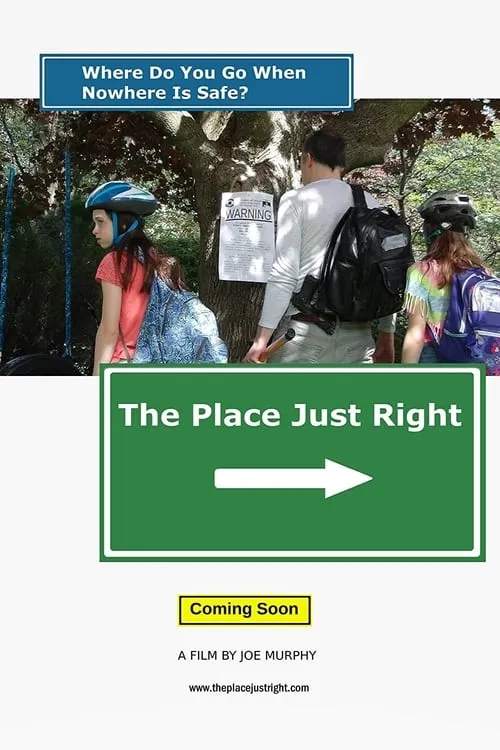 Where Do You Go When
Nowhere Is Safe?
WARNING
The Place Just Right
Coming Soon
A FILM BY JOE MURPHY
www.theplacejustright.com